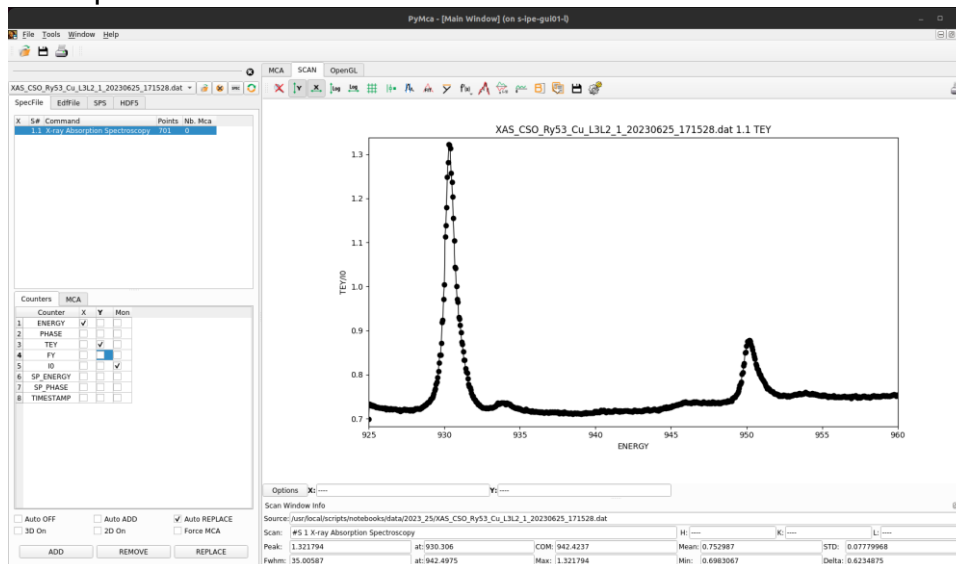 PyMca - [Main Window] (on s-ipe-gui01-l)
File Tools Window Help
XAS_CSO_Ry53_Cu_L3L2_1_20230625_171528.dat
SpecFile EdfFile SPS HDF5
X S# Command Points Nb. Mca
1.1 X-ray Absorption Spectroscopy 701 0
Counters MCA
Counter X Y Mon
1 ENERGY
2 PHASE
3 TEY
4 FY
5 I0
6 SP_ENERGY
7 SP_PHASE
8 TIMESTAMP
Auto OFF Auto ADD Auto REPLACE
3D On 2D On Force MCA
ADD REMOVE REPLACE
MCA SCAN OpenGL
XAS_CSO_Ry53_Cu_L3L2_1_20230625_171528.dat 1.1 TEY
1.3
1.2
1.1
1.0
0.9
0.8
0.7
TEY/I0
925 930 935 940 945 950 955 960
ENERGY
Options X: ---- Y: ----
Scan Window Info
Source: /usr/local/scripts/notebooks/data/2023_25/XAS_CSO_Ry53_Cu_L3L2_1_20230625_171528.dat
Scan: #S 1 X-ray Absorption Spectroscopy H: ---- K: ---- L: ----
Peak: 1.321794 at: 930.306 COM: 942.4237 Mean: 0.752987 STD: 0.07779968
Fwhm: 35.00587 at: 942.4975 Max: 1.321794 Min: 0.6983067 Delta: 0.6234875